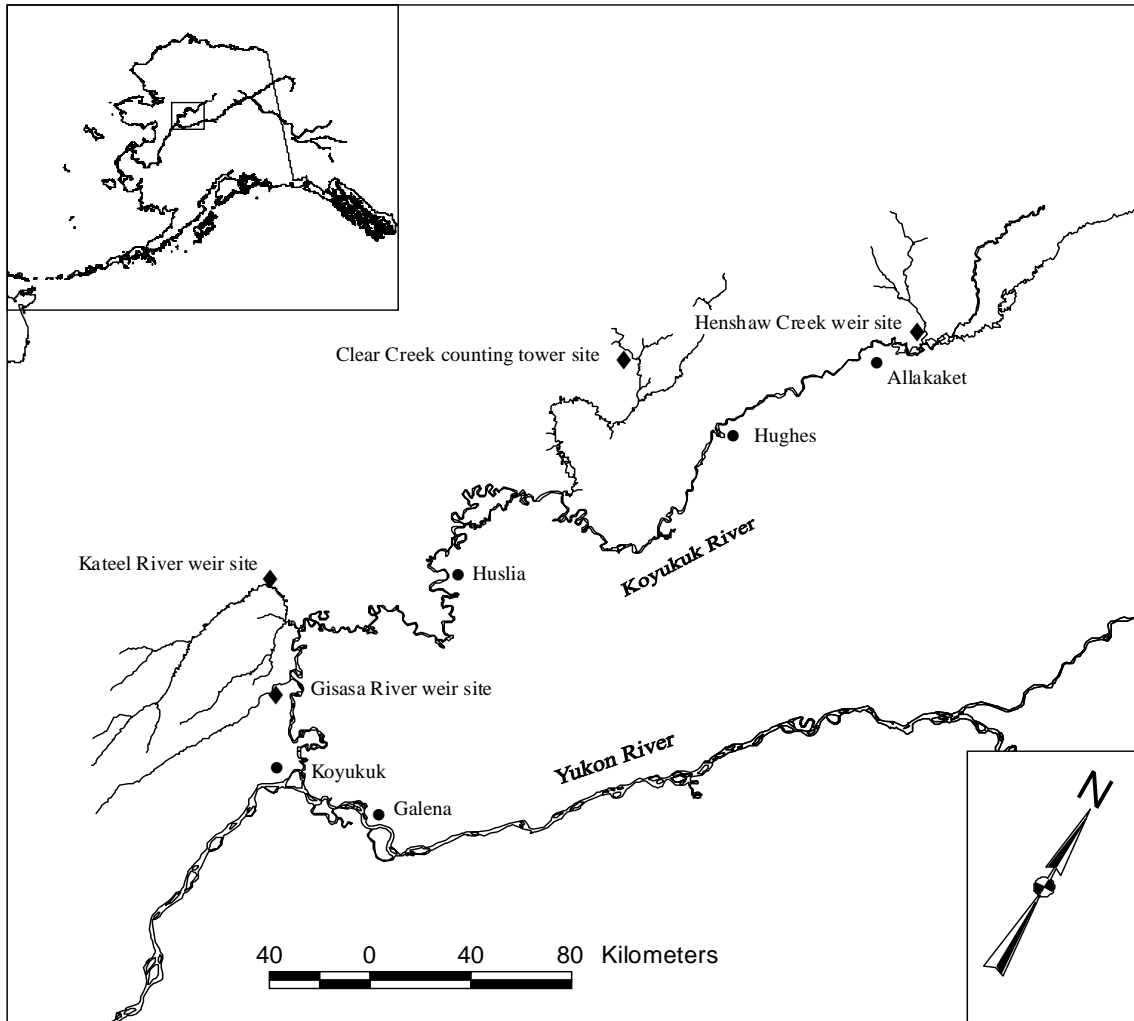 Henshaw Creek weir site
Clear Creek counting tower site
Allakaket
Hughes
Koyukuk River
Kateel River weir site
Huslia
Gisasa River weir site
Yukon River
Koyukuk
Galena
N
40 0 40 80 Kilometers